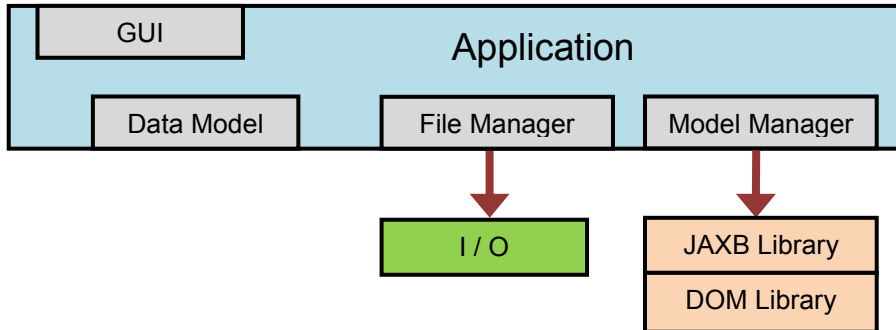 GUI
Application
Data Model
File Manager
Model Manager
I / O
JAXB Library
DOM Library